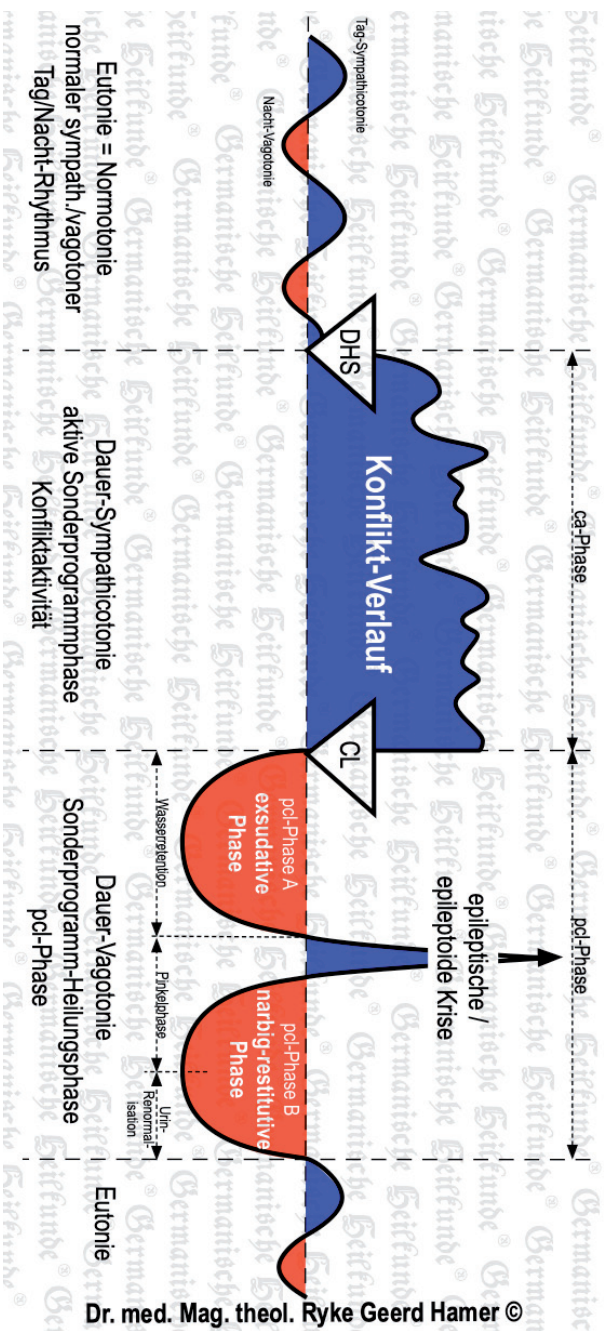 ca-Phase
pcl-Phase
epileptische /
epileptoide Krise
Tag-Sympathicotonie
DHS
Konflikt-Verlauf
CL
Nacht-Vagotonie
pcl-Phase A
exsudative
Phase
pcl-Phase B
narbig-restitutive
Phase
Wasserretention
Pinkelphase
Urin-
Renormal-
isation
Eutonie = Normotonie
normaler sympath./vagotoner
Tag/Nacht-Rhythmus
Dauer-Sympathicotonie
aktive Sonderprogrammphase
Konfliktaktivität
Dauer-Vagotonie
Sonderprogramm-Heilungsphase
pcl-Phase
Eutonie
Dr. med. Mag. theol. Ryke Geerd Hamer ©
Germanische Heilkunde ®